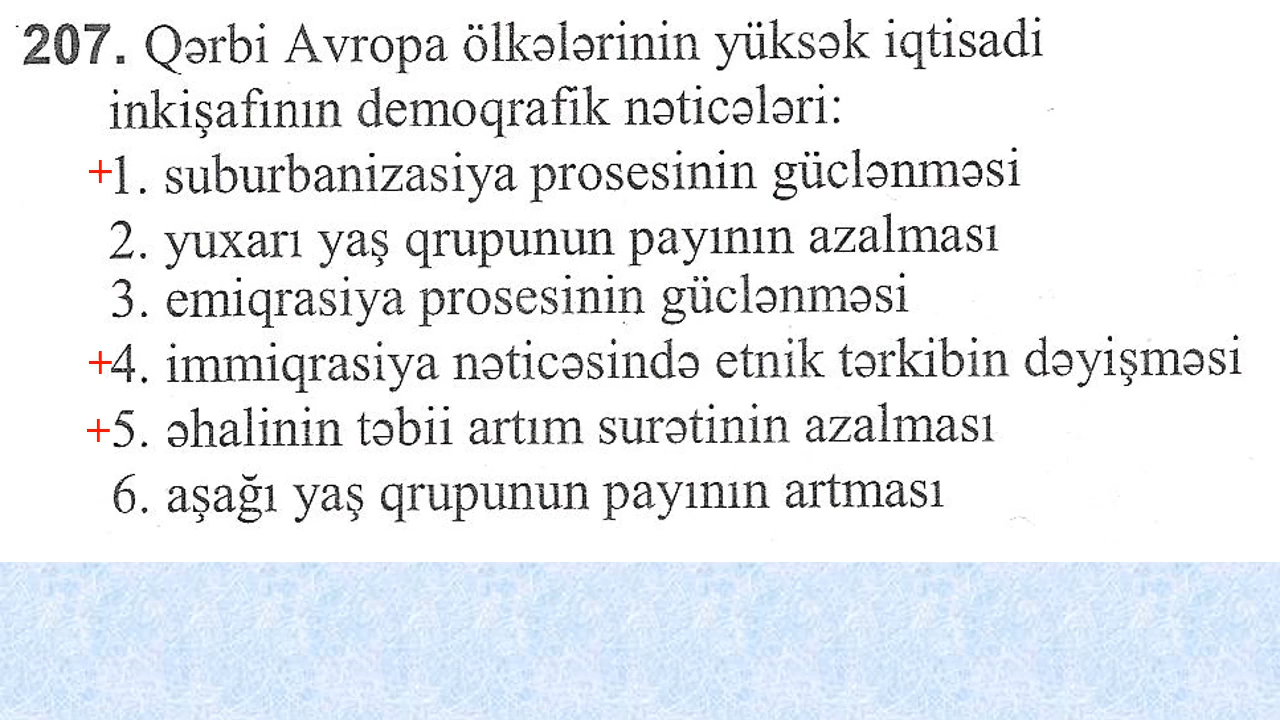 207. Qərbi Avropa ölkələrinin yüksək iqtisadi
inkişafının demoqrafik nəticələri:
+1. suburbanizasiya prosesinin güclənməsi
2. yuxarı yaş qrupunun payının azalması
3. emiqrasiya prosesinin güclənməsi
+4. immiqrasiya nəticəsində etnik tərkibin dəyişməsi
+5. əhalinin təbii artım surətinin azalması
6. aşağı yaş qrupunun payının artması